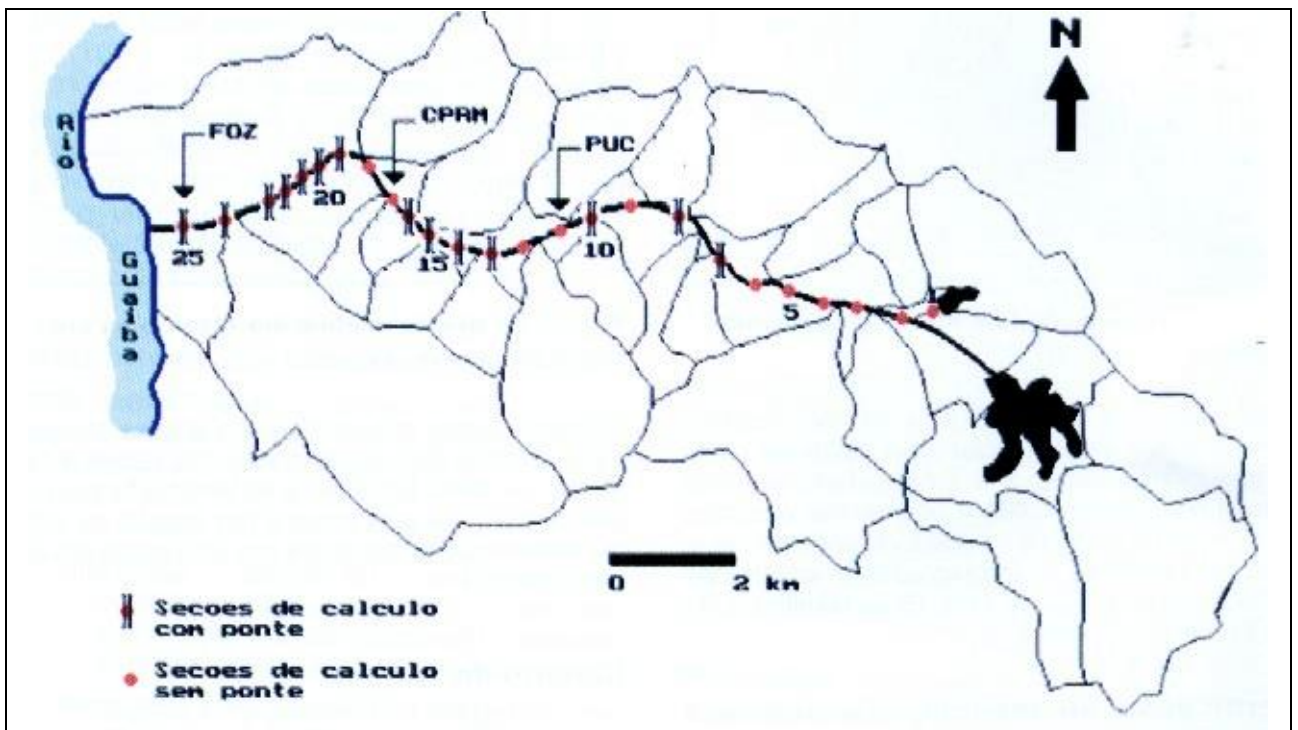 N
CPRM
FOZ
PUC
Rio
Guaiba
20
10
25
15
5
0 2 km
Secoes de calculo
com ponte
Secoes de calculo
sem ponte